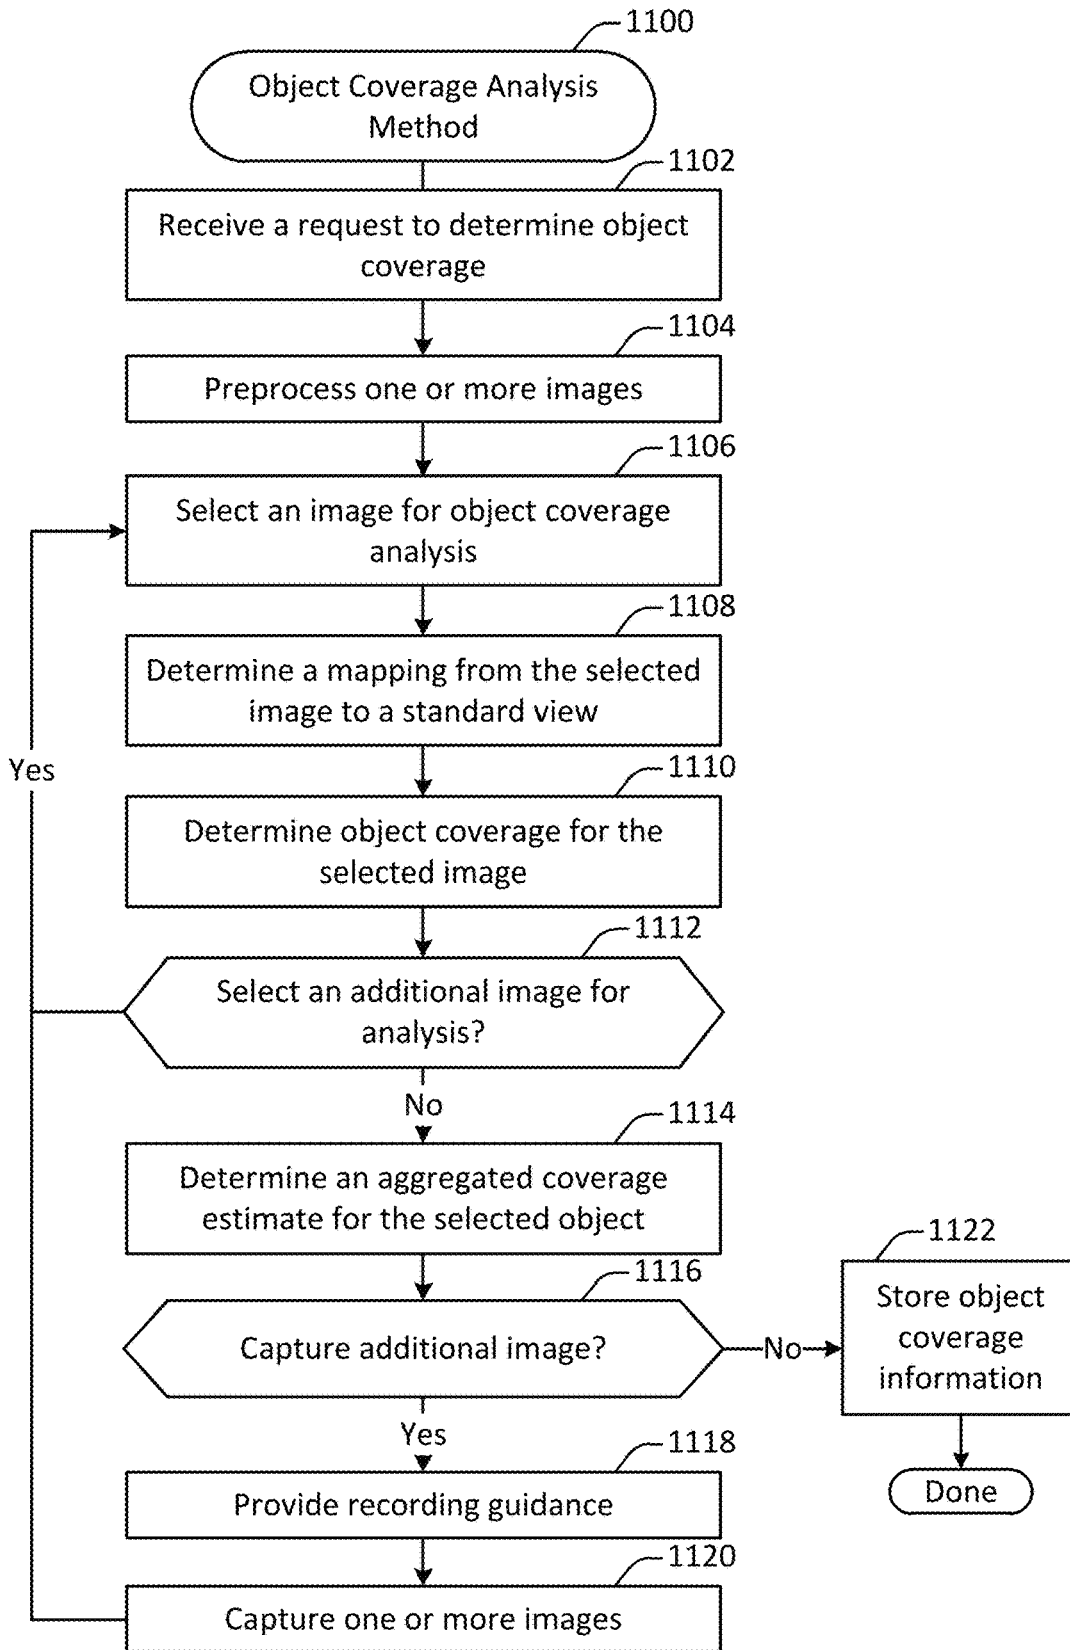 1100
Object Coverage Analysis
Method
1102
Receive a request to determine object
coverage
1104
Preprocess one or more images
1106
Select an image for object coverage
analysis
1108
Determine a mapping from the selected
image to a standard view
Yes
1110
Determine object coverage for the
selected image
1112
Select an additional image for
analysis?
No
1114
Determine an aggregated coverage
estimate for the selected object
1116
Capture additional image?
No
1122
Store object
coverage
information
Yes
1118
Provide recording guidance
Done
1120
Capture one or more images